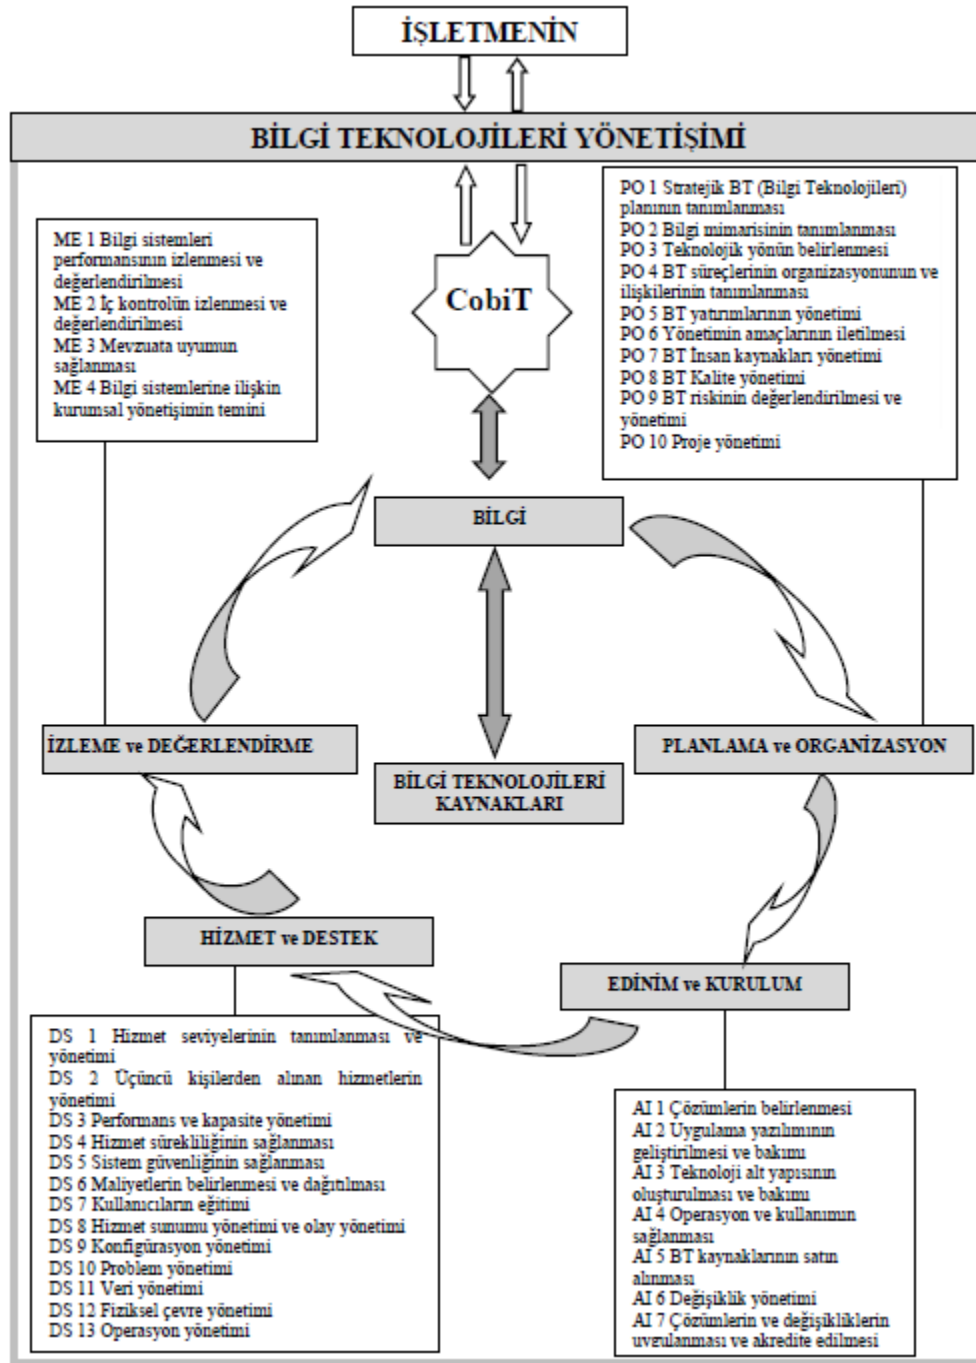 İŞLETMENİN
BİLGİ TEKNOLOJİLERİ YÖNETİŞİMİ
ME 1 Bilgi sistemleri
performansının izlenmesi ve
değerlendirilmesi
ME 2 İç kontrolün izlenmesi ve
değerlendirilmesi
ME 3 Mevzuata uyumun
sağlanması
ME 4 Bilgi sistemlerine ilişkin
kurumsal yönetişimin temini
CobiT
PO 1 Stratejik BT (Bilgi Teknolojileri)
planının tanımlanması
PO 2 Bilgi mimarisinin tanımlanması
PO 3 Teknolojik yönün belirlenmesi
PO 4 BT süreçlerinin organizasyonunun ve
ilişkilerinin tanımlanması
PO 5 BT yatırımlarının yönetimi
PO 6 Yönetimin amaçlarının iletilmesi
PO 7 BT İnsan kaynakları yönetimi
PO 8 BT Kalite yönetimi
PO 9 BT riskinin değerlendirilmesi ve
yönetimi
PO 10 Proje yönetimi
BİLGİ
İZLEME ve DEĞERLENDİRME
BİLGİ TEKNOLOJİLERİ
KAYNAKLARI
PLANLAMA ve ORGANİZASYON
HİZMET ve DESTEK
EDİNİM ve KURULUM
DS 1 Hizmet seviyelerinin tanımlanması ve
yönetimi
DS 2 Üçüncü kişilerden alınan hizmetlerin
yönetimi
DS 3 Performans ve kapasite yönetimi
DS 4 Hizmet sürekliliğinin sağlanması
DS 5 Sistem güvenliğinin sağlanması
DS 6 Maliyetlerin belirlenmesi ve dağıtılması
DS 7 Kullanıcıların eğitimi
DS 8 Hizmet sunumu yönetimi ve olay yönetimi
DS 9 Konfigürasyon yönetimi
DS 10 Problem yönetimi
DS 11 Veri yönetimi
DS 12 Fiziksel çevre yönetimi
DS 13 Operasyon yönetimi
AI 1 Çözümlerin belirlenmesi
AI 2 Uygulama yazılımının
geliştirilmesi ve bakımı
AI 3 Teknoloji alt yapısının
oluşturulması ve bakımı
AI 4 Operasyon ve kullanımın
sağlanması
AI 5 BT kaynaklarının satın
alınması
AI 6 Değişiklik yönetimi
AI 7 Çözümlerin ve değişikliklerin
uygulanması ve akredite edilmesi